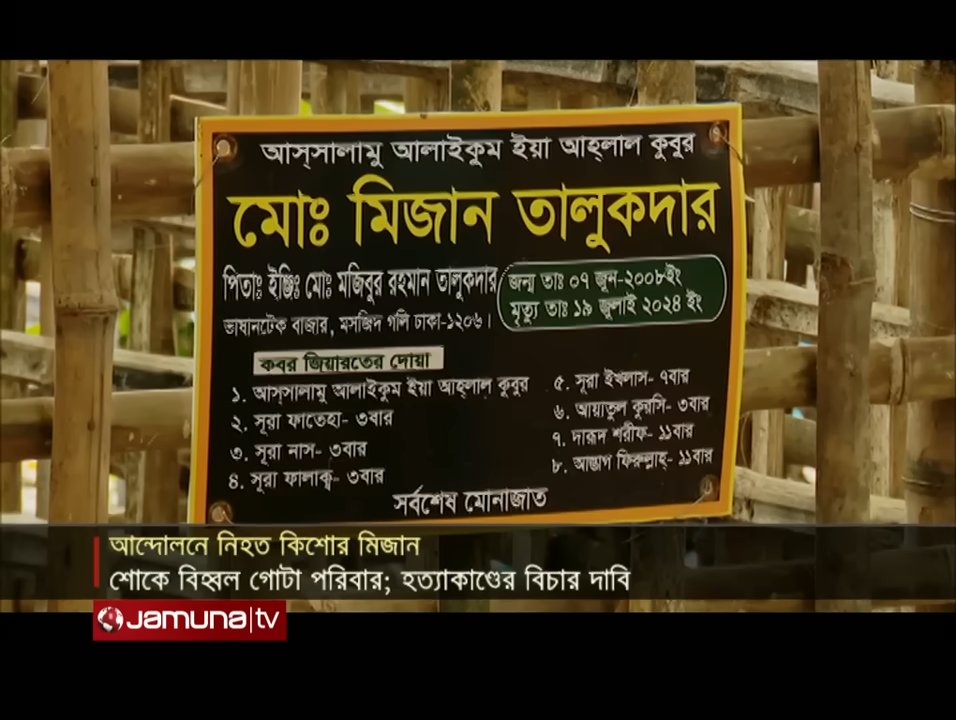 আস্সালামু আলাইকুম ইয়া আহ্লাল কুবুর
মোঃ মিজান তালুকদার
পিতাঃ ইঞ্জিঃ মোঃ মজিবুর রহমান তালুকদার
জন্ম তাঃ ০৭ জুন-২০০৮ইং
মৃত্যু তাঃ ১৯ জুলাই ২০২৪ ইং
ভাষানটেক বাজার, মসজিদ গলি ঢাকা-১২০৬।
কবর জিয়ারতের দোয়া
১. আস্সালামু আলাইকুম ইয়া আহ্লাল কুবুর
২. সূরা ফাতেহা- ৩বার
৩. সূরা নাস- ৩বার
৪. সূরা ফালাক্ব- ৩বার
৫. সূরা ইখলাস- ৭বার
৬. আয়াতুল কুরসি- ৩বার
৭. দারূদ শরীফ- ১১বার
৮. ১১বার
সর্বশেষ মোনাজাত
আন্দোলনে নিহত কিশোর মিজান
শোকে বিহ্বল গোটা পরিবার; হত্যাকাণ্ডের বিচার দাবি
Jamuna|tv